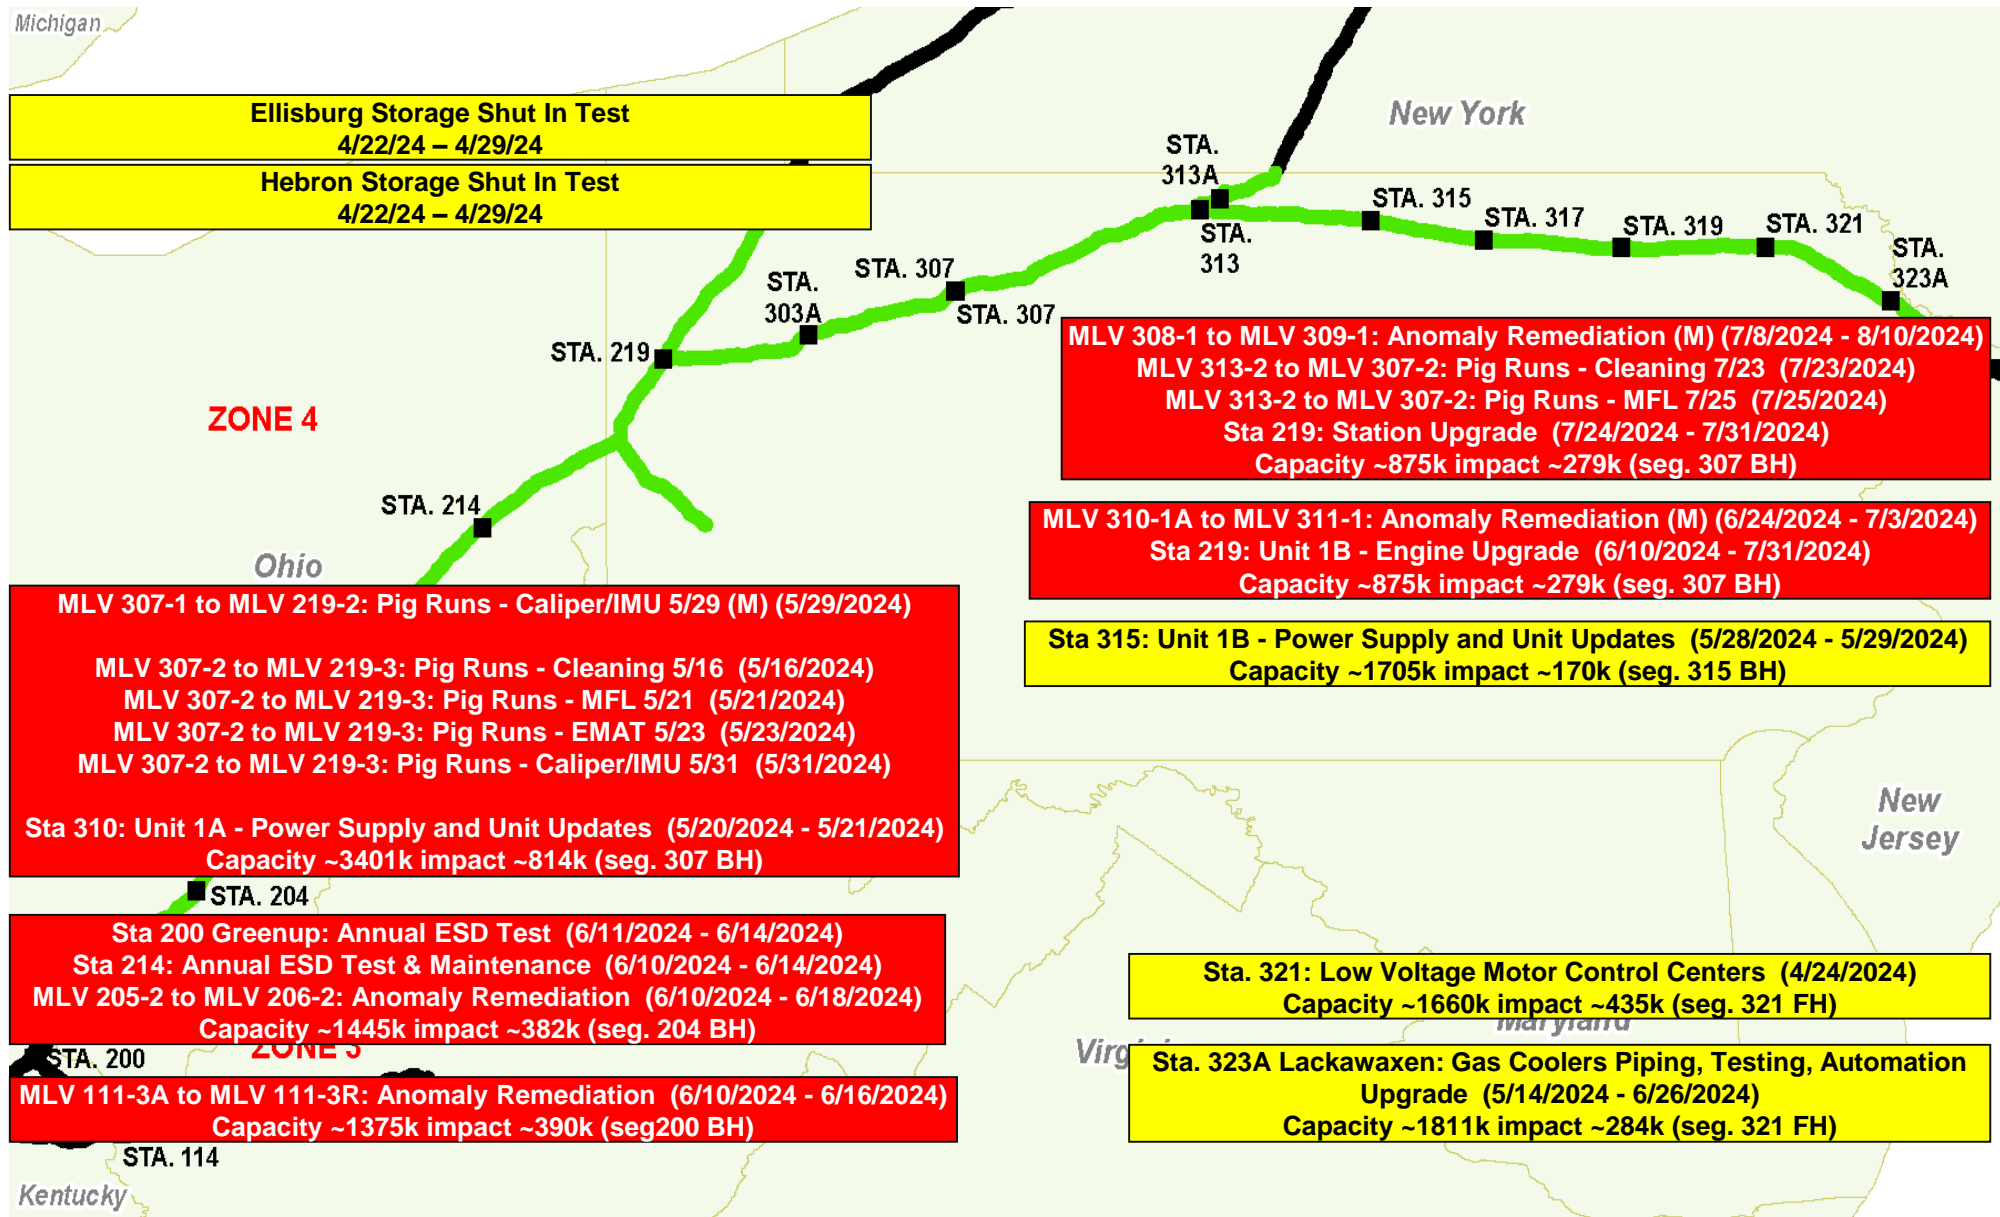 Michigan
Ellisburg Storage Shut In Test
4/22/24 – 4/29/24
Hebron Storage Shut In Test
4/22/24 – 4/29/24
New York
STA.
313A
STA.
313
STA. 315
STA. 317
STA. 319
STA. 321
STA.
323A
STA. 307
STA. 307
STA.
303A
STA. 219
ZONE 4
STA. 214
Ohio
MLV 308-1 to MLV 309-1: Anomaly Remediation (M) (7/8/2024 - 8/10/2024)
MLV 313-2 to MLV 307-2: Pig Runs - Cleaning 7/23 (7/23/2024)
MLV 313-2 to MLV 307-2: Pig Runs - MFL 7/25 (7/25/2024)
Sta 219: Station Upgrade (7/24/2024 - 7/31/2024)
Capacity ~875k impact ~279k (seg. 307 BH)
MLV 310-1A to MLV 311-1: Anomaly Remediation (M) (6/24/2024 - 7/3/2024)
Sta 219: Unit 1B - Engine Upgrade (6/10/2024 - 7/31/2024)
Capacity ~875k impact ~279k (seg. 307 BH)
Sta 315: Unit 1B - Power Supply and Unit Updates (5/28/2024 - 5/29/2024)
Capacity ~1705k impact ~170k (seg. 315 BH)
MLV 307-1 to MLV 219-2: Pig Runs - Caliper/IMU 5/29 (M) (5/29/2024)
MLV 307-2 to MLV 219-3: Pig Runs - Cleaning 5/16 (5/16/2024)
MLV 307-2 to MLV 219-3: Pig Runs - MFL 5/21 (5/21/2024)
MLV 307-2 to MLV 219-3: Pig Runs - EMAT 5/23 (5/23/2024)
MLV 307-2 to MLV 219-3: Pig Runs - Caliper/IMU 5/31 (5/31/2024)
Sta 310: Unit 1A - Power Supply and Unit Updates (5/20/2024 - 5/21/2024)
Capacity ~3401k impact ~814k (seg. 307 BH)
New
Jersey
STA. 204
Sta 200 Greenup: Annual ESD Test (6/11/2024 - 6/14/2024)
Sta 214: Annual ESD Test & Maintenance (6/10/2024 - 6/14/2024)
MLV 205-2 to MLV 206-2: Anomaly Remediation (6/10/2024 - 6/18/2024)
Capacity ~1445k impact ~382k (seg. 204 BH)
STA. 200
ZONE 3
MLV 111-3A to MLV 111-3R: Anomaly Remediation (6/10/2024 - 6/16/2024)
Capacity ~1375k impact ~390k (seg200 BH)
STA. 114
Kentucky
Sta. 321: Low Voltage Motor Control Centers (4/24/2024)
Capacity ~1660k impact ~435k (seg. 321 FH)
Maryland
Virg
Sta. 323A Lackawaxen: Gas Coolers Piping, Testing, Automation
Upgrade (5/14/2024 - 6/26/2024)
Capacity ~1811k impact ~284k (seg. 321 FH)